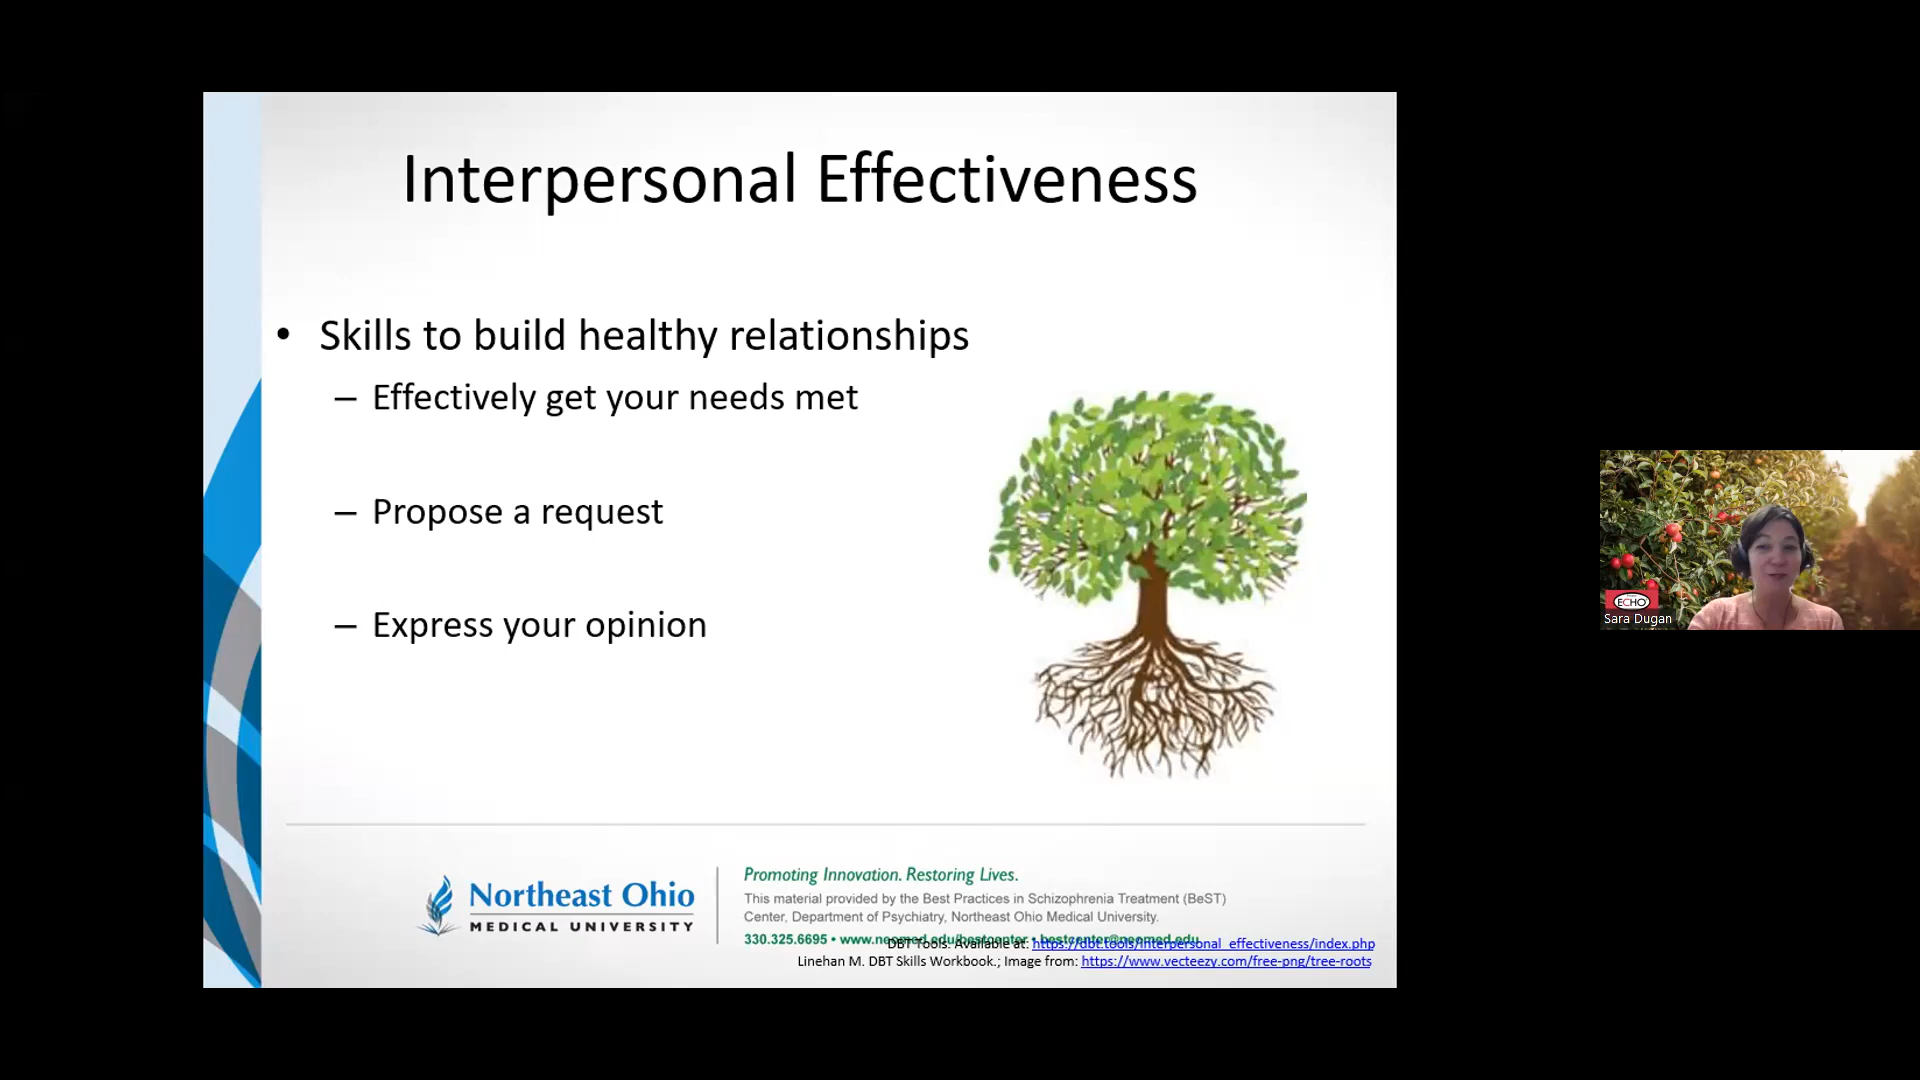 Interpersonal Effectiveness
• Skills to build healthy relationships
– Effectively get your needs met
– Propose a request
– Express your opinion
Northeast Ohio
MEDICAL UNIVERSITY
Promoting Innovation. Restoring Lives.
This material provided by the Best Practices in Schizophrenia Treatment (BeST)
Center, Department of Psychiatry, Northeast Ohio Medical University.
330.325.6695 • www.neomed.edu/bestcenter • bestcenter@neomed.edu
DBT Tools. Available at: https://dbt.tools/interpersonal_effectiveness/index.php
Linehan M. DBT Skills Workbook.; Image from: https://www.vecteezy.com/free-png/tree-roots
ECHO
Sara Dugan